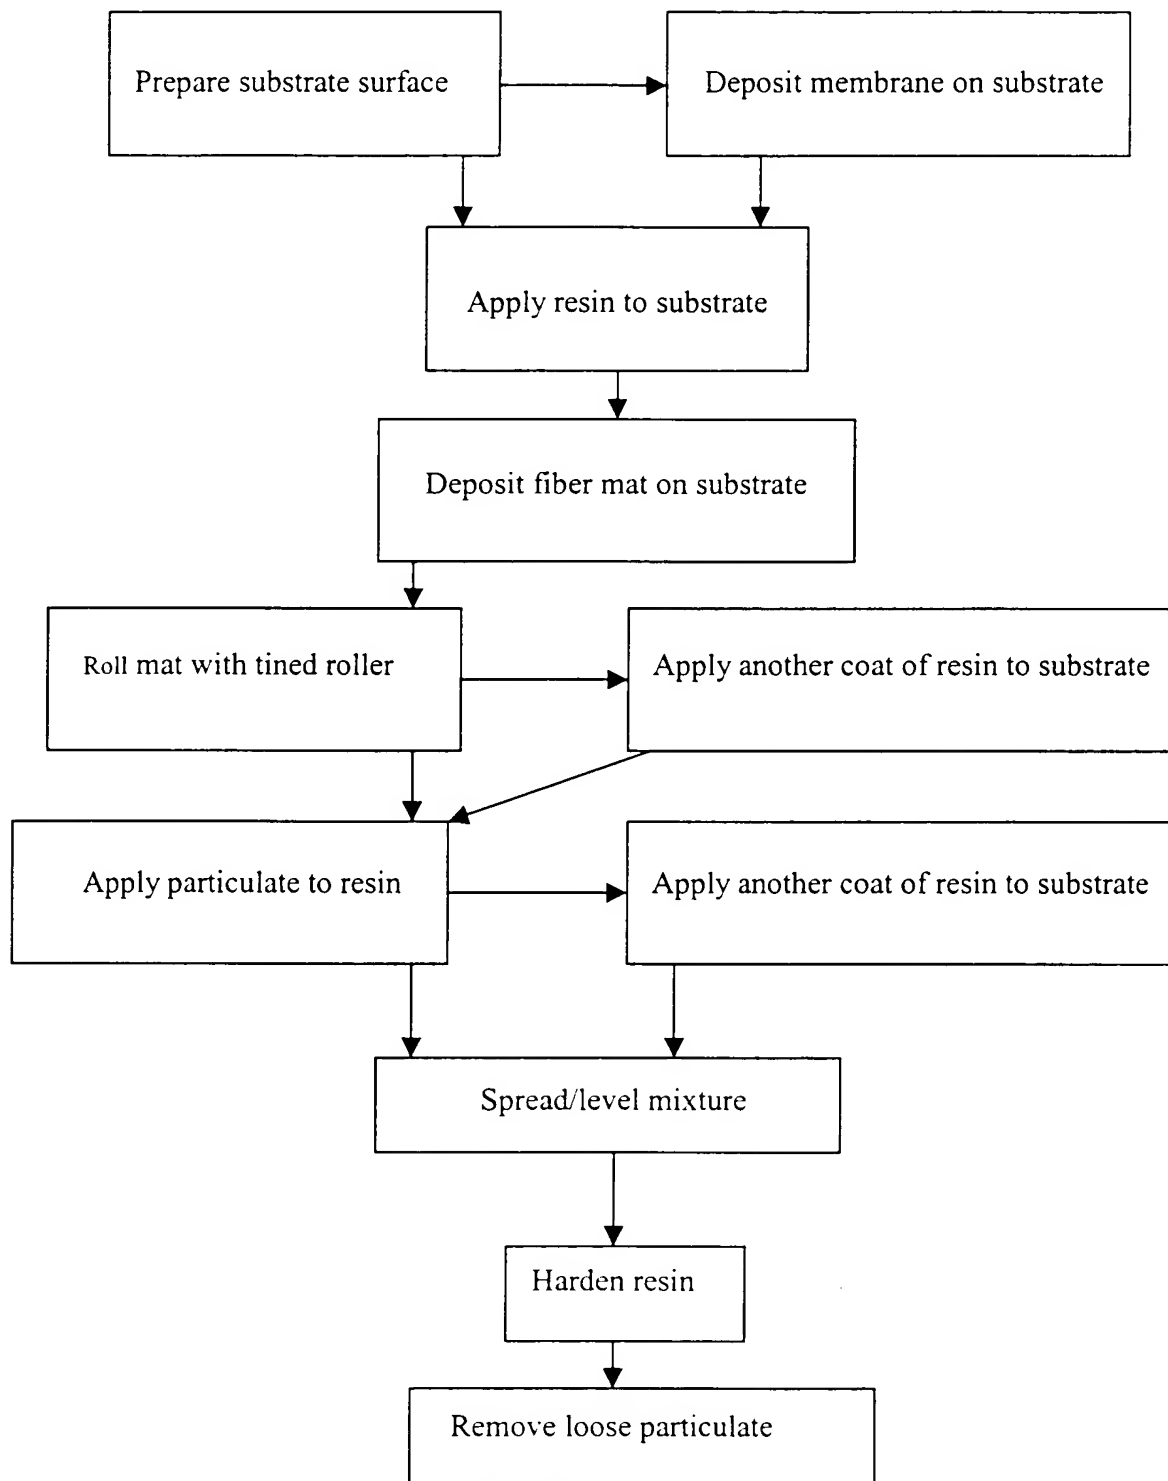 Prepare substrate surface
Deposit membrane on substrate
Apply resin to substrate
Deposit fiber mat on substrate
Roll mat with tined roller
Apply another coat of resin to substrate
Apply particulate to resin
Apply another coat of resin to substrate
Spread/level mixture
Harden resin
Remove loose particulate